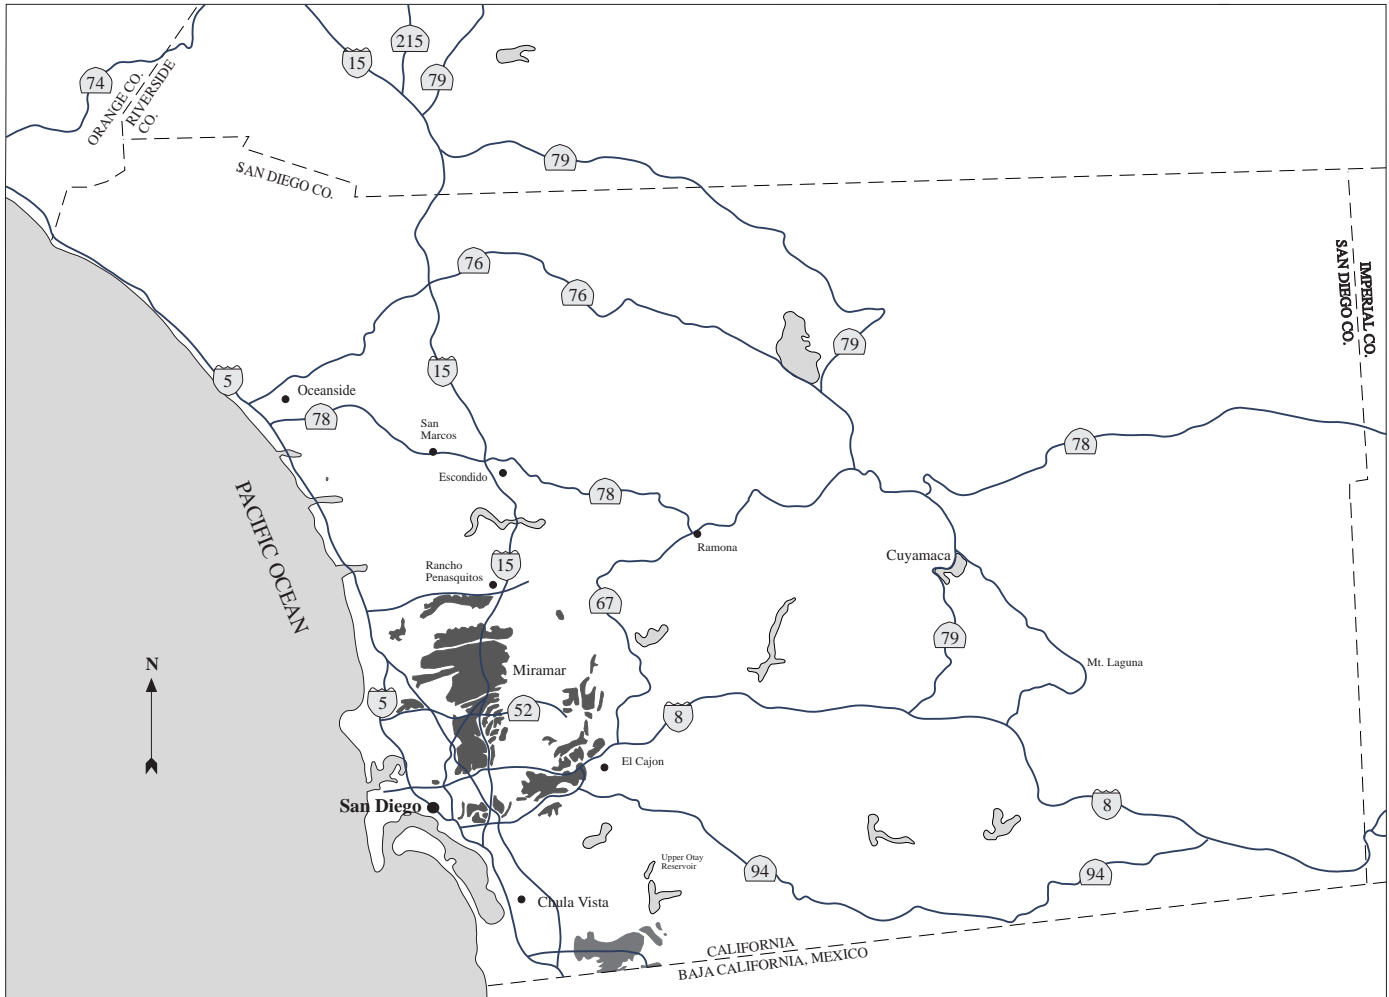 215
15
79
74
ORANGE CO.
RIVERSIDE
CO.
79
SAN DIEGO CO.
76
76
IMPERIAL CO.
SAN DIEGO CO.
79
15
5
Oceanside
78
San
Marcos
78
Escondido
78
PACIFIC OCEAN
Ramona
Cuyamaca
Rancho
Penasquitos
15
67
79
N
Miramar
Mt. Laguna
5
52
8
El Cajon
San Diego
8
Upper Otay
Reservoir
94
94
Chula Vista
CALIFORNIA
BAJA CALIFORNIA, MEXICO